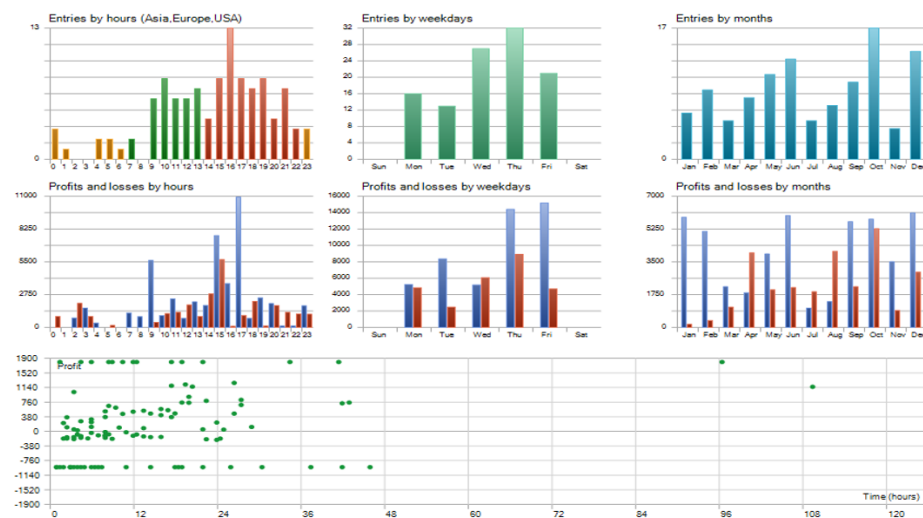 Entries by hours (Asia,Europe,USA)
Entries by weekdays
Entries by months
13
0
0 1 2 3 4 5 6 7 8 9 10 11 12 13 14 15 16 17 18 19 20 21 22 23
32
28
24
20
16
12
8
4
0
Sun Mon Tue Wed Thu Fri Sat
17
0
Jan Feb Mar Apr May Jun Jul Aug Sep Oct Nov Dec
Profits and losses by hours
Profits and losses by weekdays
Profits and losses by months
11000
8250
5500
2750
0
0 1 2 3 4 5 6 7 8 9 10 11 12 13 14 15 16 17 18 19 20 21 22 23
16000
14000
12000
10000
8000
6000
4000
2000
0
Sun Mon Tue Wed Thu Fri Sat
7000
3500
1750
0
Jan Feb Mar Apr May Jun Jul Aug Sep Oct Nov Dec
Profit
1900
1520
1140
760
380
0
-380
-760
-1140
-1520
-1900
Time (hours)
0 12 24 36 48 60 72 84 96 108 120